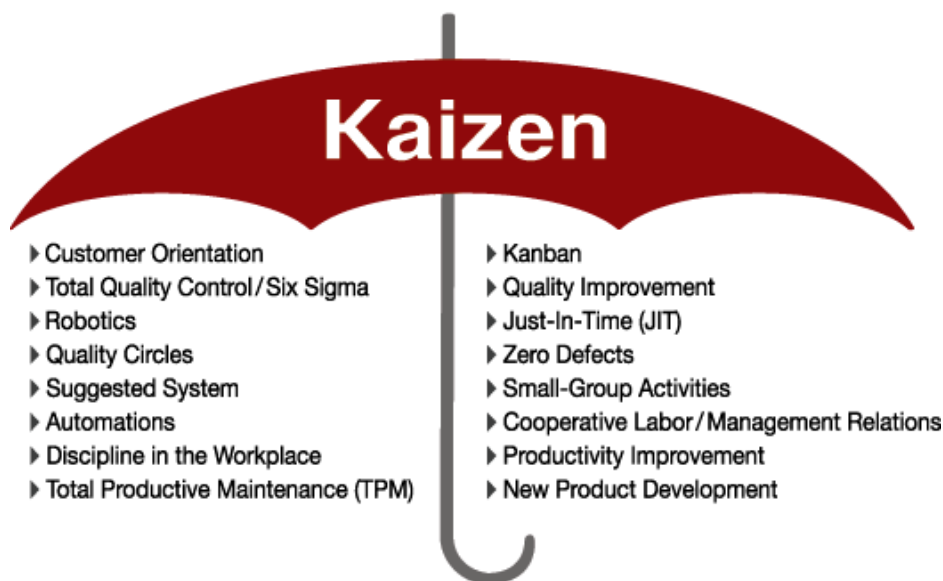 Kaizen
Customer Orientation
Total Quality Control/Six Sigma
Robotics
Quality Circles
Suggested System
Automations
Discipline in the Workplace
Total Productive Maintenance (TPM)
Kanban
Quality Improvement
Just-In-Time (JIT)
Zero Defects
Small-Group Activities
Cooperative Labor/Management Relations
Productivity Improvement
New Product Development